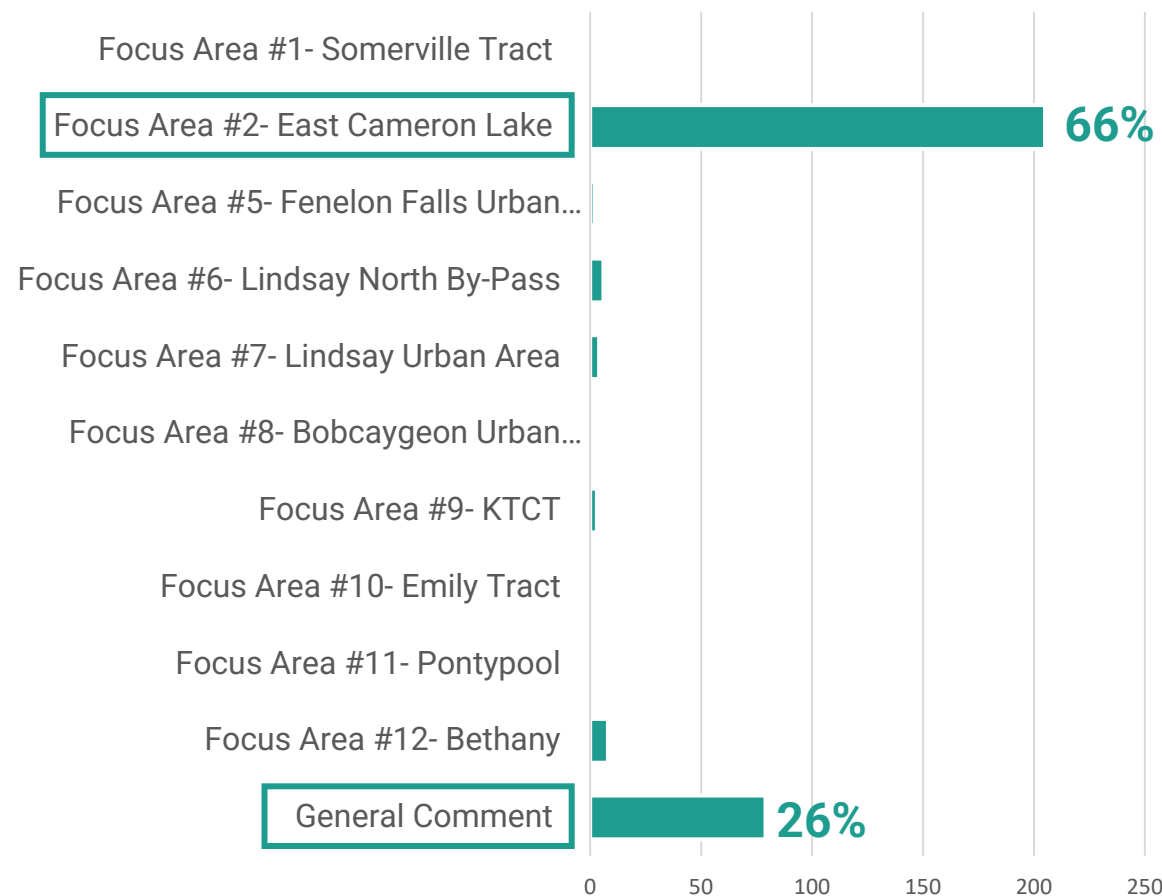 Focus Area #1- Somerville Tract
Focus Area #2- East Cameron Lake
66%
Focus Area #5- Fenelon Falls Urban...
Focus Area #6- Lindsay North By-Pass
Focus Area #7- Lindsay Urban Area
Focus Area #8- Bobcaygeon Urban...
Focus Area #9- KTCT
Focus Area #10- Emily Tract
Focus Area #11- Pontypool
Focus Area #12- Bethany
General Comment
26%
0 50 100 150 200 250